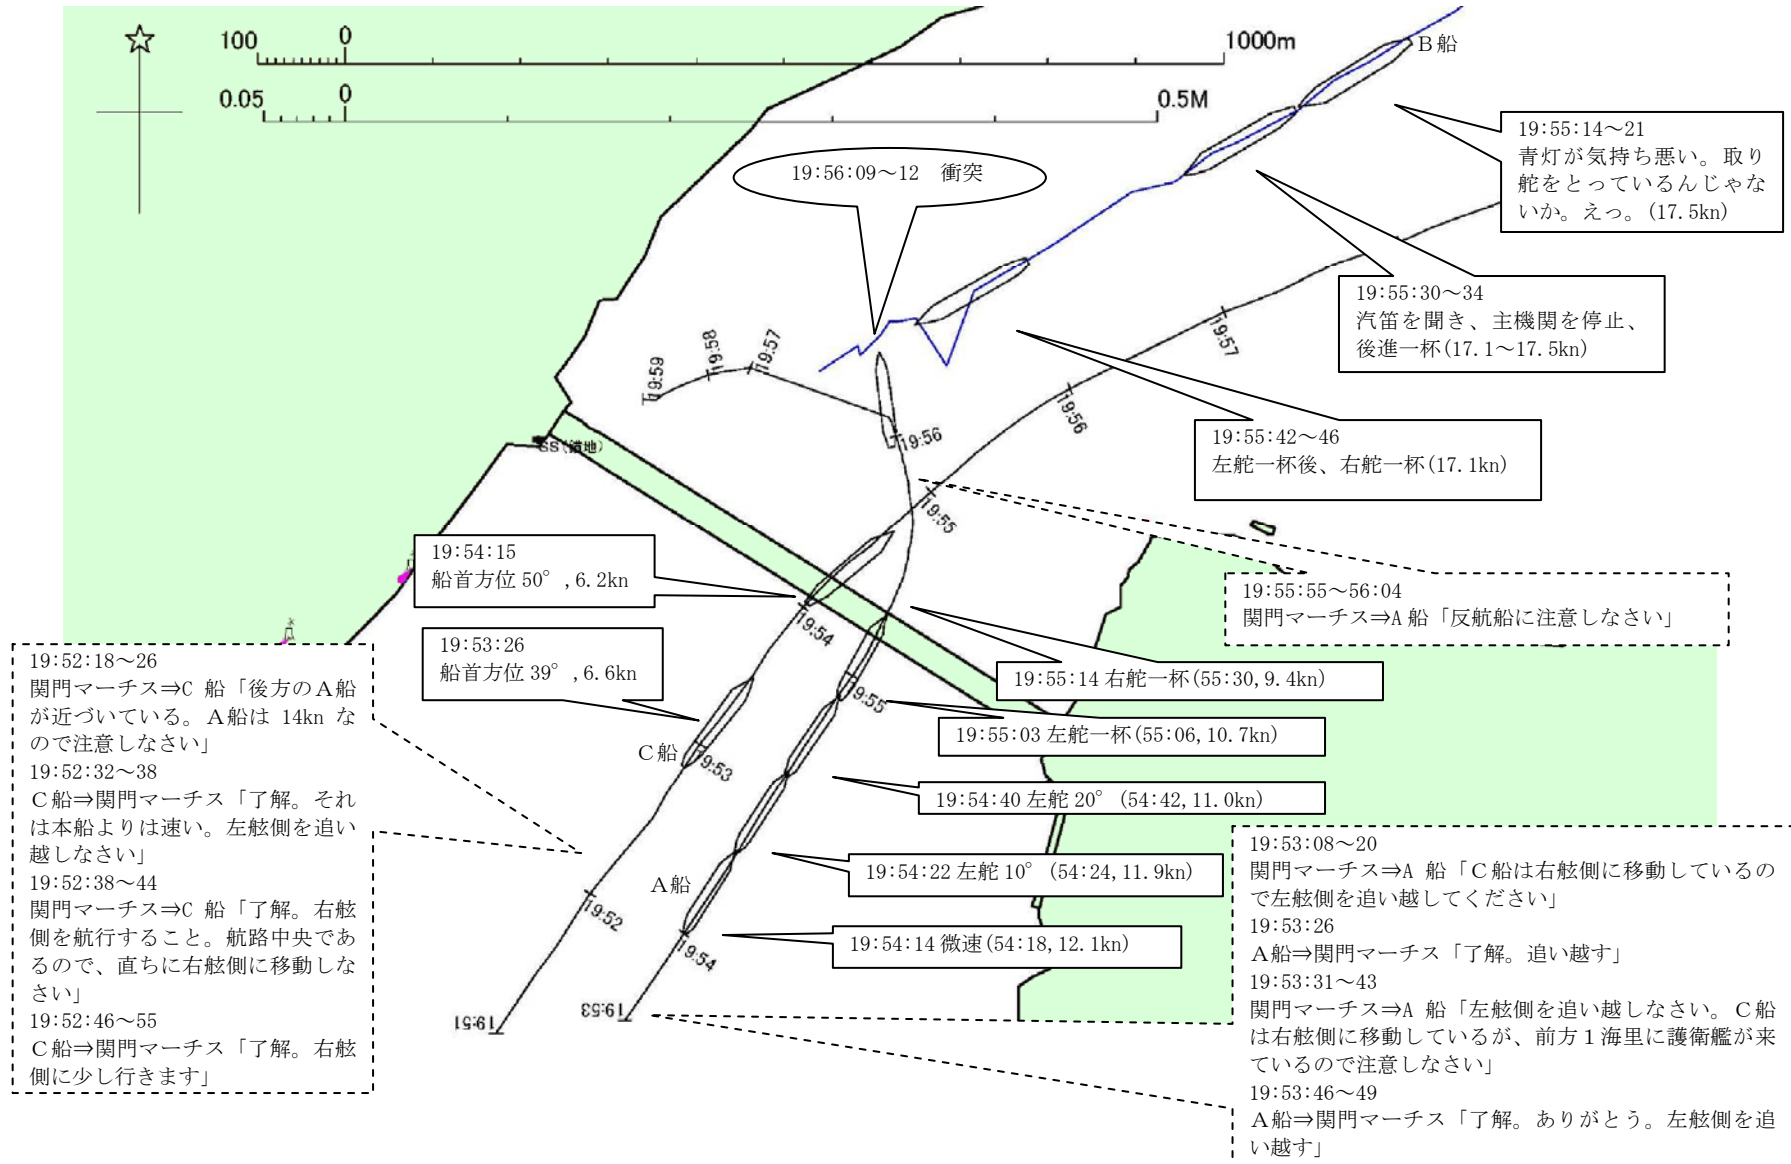 100
0
1000m
0.05
0
0.5M
B船
19:56:09～12　衝突
19:55:14～21
青灯が気持ち悪い。取り
舵をとっているんじゃな
いか。えっ。(17.5kn)
19:55:30～34
汽笛を聞き、主機関を停止、
後進一杯(17.1～17.5kn)
19:57
19:58
19:57
19:59
19:56
19:55:42～46
左舵一杯後、右舵一杯(17.1kn)
19:56
SS(錨地)
19:55
19:54:15
船首方位 50°,6.2kn
19:55:55～56:04
関門マーチス⇒A 船「反航船に注意しなさい」
19:54
19:53:26
船首方位 39°,6.6kn
19:55:14 右舵一杯(55:30,9.4kn)
19:55
19:55:03 左舵一杯(55:06,10.7kn)
C船
19:53
19:52:18～26
関門マーチス⇒C 船「後方のA船
が近づいている。A船は 14kn な
ので注意しなさい」
19:52:32～38
C船⇒関門マーチス「了解。それ
は本船よりは速い。左舷側を追い
越しなさい」
19:52:38～44
関門マーチス⇒C 船「了解。右舷
側を航行すること。航路中央であ
るので、直ちに右舷側に移動しな
さい」
19:52:46～55
C船⇒関門マーチス「了解。右舷
側に少し行きます」
19:54:40 左舵 20°(54:42,11.0kn)
19:54:22 左舵 10°(54:24,11.9kn)
A船
19:52
19:54:14 微速(54:18,12.1kn)
19:54
19:51
19:53
19:53:08～20
関門マーチス⇒A 船「C船は右舷側に移動しているの
で左舷側を追い越してください」
19:53:26
A船⇒関門マーチス「了解。追い越す」
19:53:31～43
関門マーチス⇒A 船「左舷側を追い越しなさい。C船
は右舷側に移動しているが、前方１海里に護衛艦が来
ているので注意しなさい」
19:53:46～49
A船⇒関門マーチス「了解。ありがとう。左舷側を追
い越す」